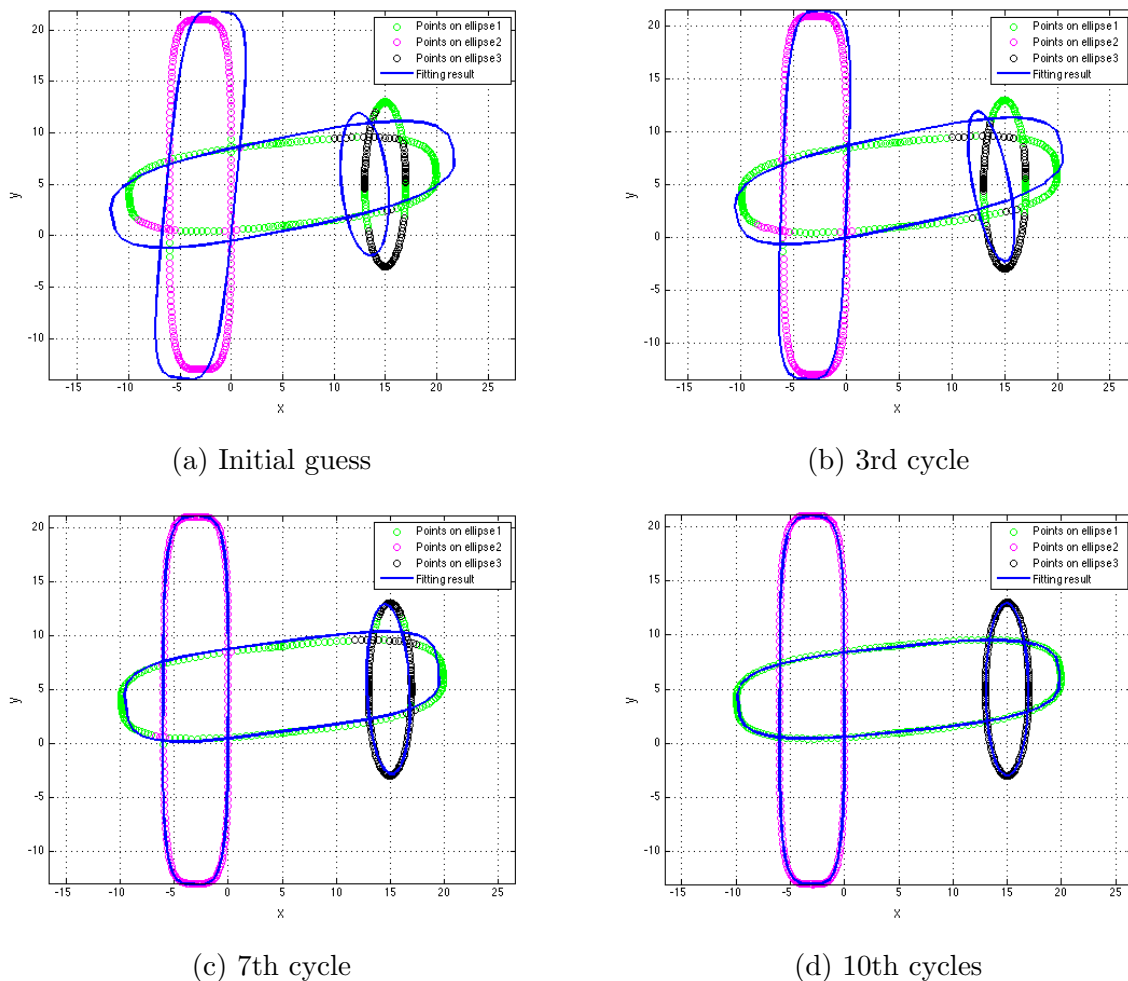 Points on ellipse1
Points on ellipse2
Points on ellipse3
Fitting result
20
15
10
5
0
-5
-10
y
-15
-10
-5
0
5
10
15
20
25
x
(a) Initial guess
Points on ellipse1
Points on ellipse2
Points on ellipse3
Fitting result
20
15
10
5
0
-5
-10
y
-15
-10
-5
0
5
10
15
20
25
x
(b) 3rd cycle
Points on ellipse1
Points on ellipse2
Points on ellipse3
Fitting result
20
15
10
5
0
-5
-10
y
-15
-10
-5
0
5
10
15
20
25
x
(c) 7th cycle
Points on ellipse1
Points on ellipse2
Points on ellipse3
Fitting result
20
15
10
5
0
-5
-10
y
-15
-10
-5
0
5
10
15
20
25
x
(d) 10th cycles